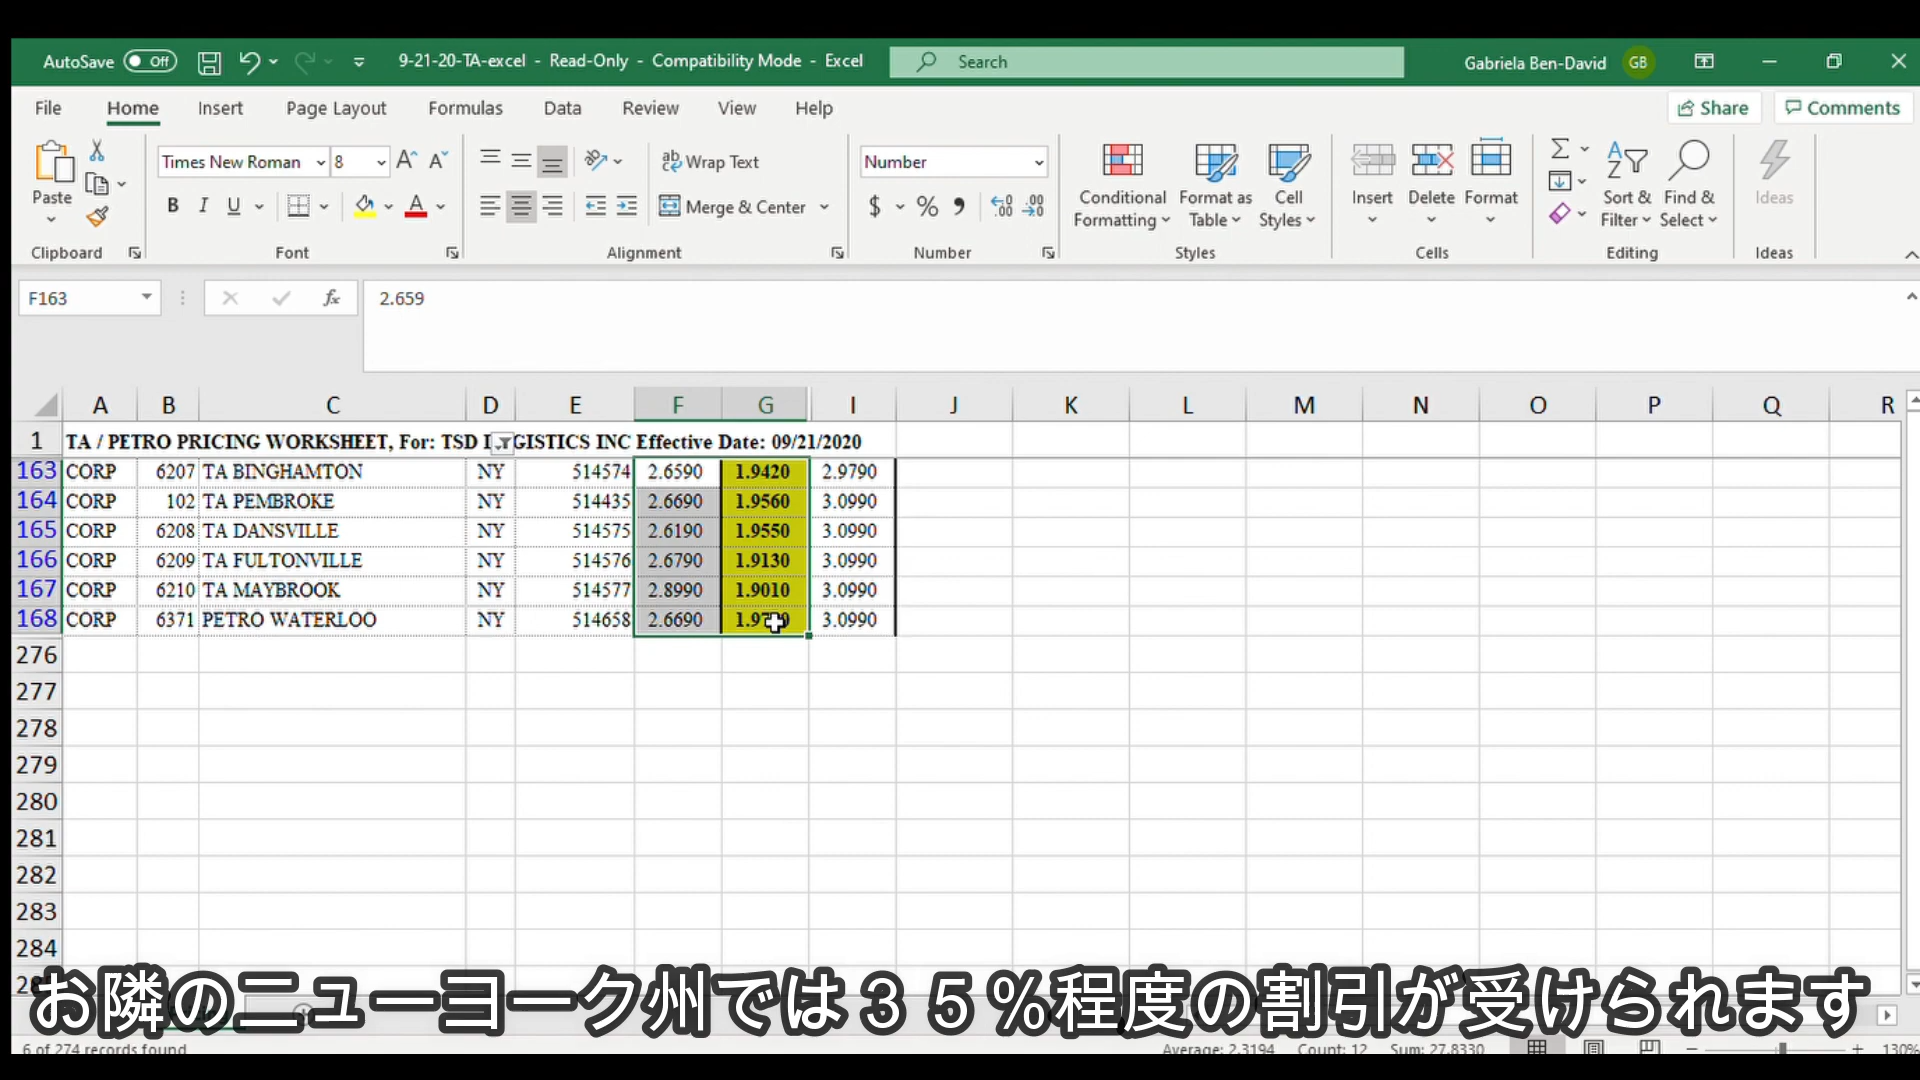 AutoSave Off 9-21-20-TA-excel - Read-Only - Compatibility Mode - Excel Search Gabriela Ben-David GB
File Home Insert Page Layout Formulas Data Review View Help Share Comments
Times New Roman 8 A A ab Wrap Text Number
Paste B I U A Merge & Center $ % 9 Conditional Formatting Format as Table Cell Styles Insert Delete Format Sort & Filter Find & Select Ideas
Clipboard Font Alignment Number Styles Cells Editing Ideas
F163 fx 2.659
A B C D E F G I J K L M N O P Q R
1 TA / PETRO PRICING WORKSHEET, For: TSD GISTICS INC Effective Date: 09/21/2020
163 CORP 6207 TA BINGHAMTON NY 514574 2.6590 1.9420 2.9790
164 CORP 102 TA PEMBROKE NY 514435 2.6690 1.9560 3.0990
165 CORP 6208 TA DANSVILLE NY 514575 2.6190 1.9550 3.0990
166 CORP 6209 TA FULTONVILLE NY 514576 2.6790 1.9130 3.0990
167 CORP 6210 TA MAYBROOK NY 514577 2.8990 1.9010 3.0990
168 CORP 6371 PETRO WATERLOO NY 514658 2.6690 3.0990
276
277
278
279
280
281
282
283
284
お隣のニューヨーク州では３５％程度の割引が受けられます
6 of 274 records found Average: 2.3194 Count: 12 Sum: 27.8330 130%